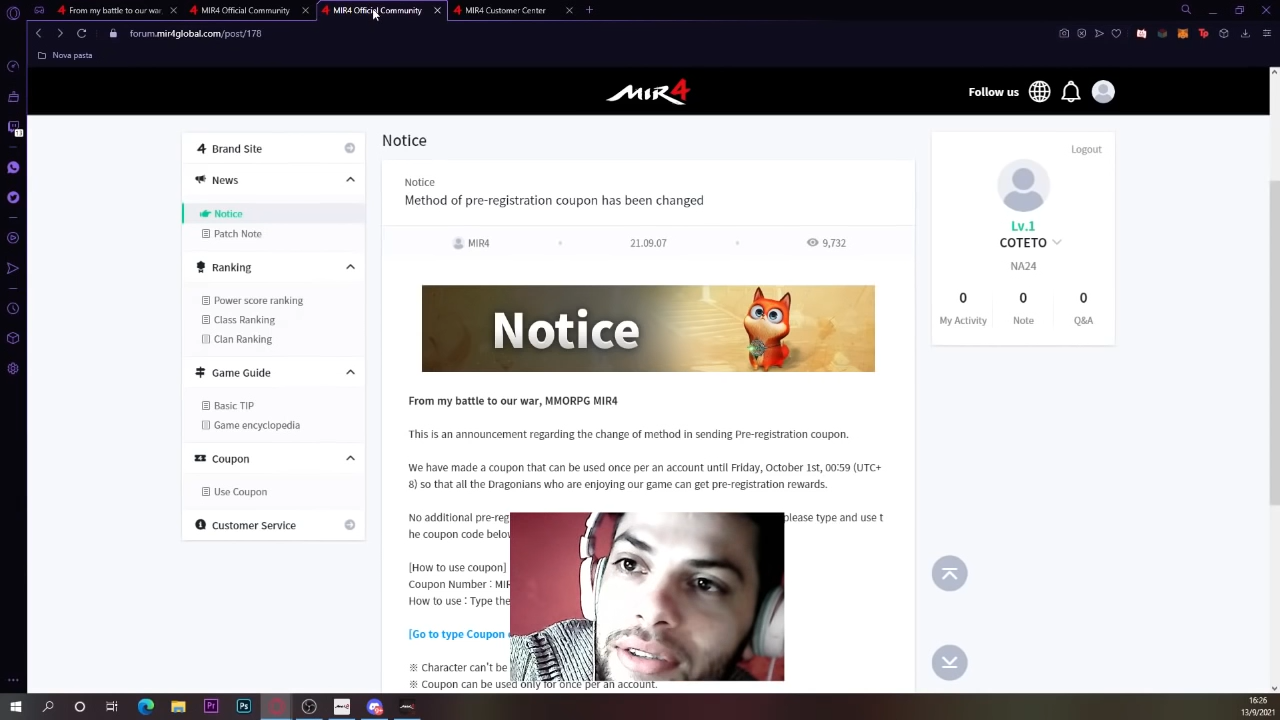 From my battle to our war.
MIR4 Official Community
MIR4 Official Community
MIR4 Customer Center
forum.mir4global.com/post/178
Nova pasta
MIR4
Follow us
Brand Site
News
Notice
Patch Note
Ranking
Power score ranking
Class Ranking
Clan Ranking
Game Guide
Basic TIP
Game encyclopedia
Coupon
Use Coupon
Customer Service
Notice
Notice
Method of pre-registration coupon has been changed
MIR4
21.09.07
9,732
Notice
From my battle to our war, MMORPG MIR4
This is an announcement regarding the change of method in sending Pre-registration coupon.
We have made a coupon that can be used once per an account until Friday, October 1st, 00:59 (UTC+
8) so that all the Dragonians who are enjoying our game can get pre-registration rewards.
No additional pre-reg please type and use t
he coupon code below
[How to use coupon]
Coupon Number : MIR
How to use : Type the
[Go to type Coupon
※ Character can't be
※ Coupon can be used only for once per an account.
Logout
Lv.1
COTETO
NA24
0 0 0
My Activity Note Q&A
16:26
13/9/2021